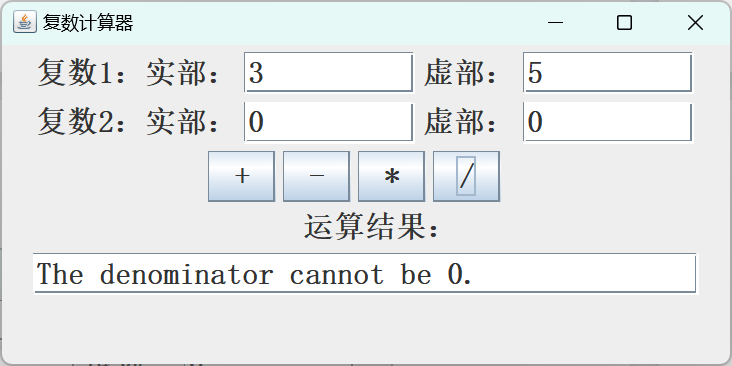 复数计算器
复数1：实部：3 虚部：5
复数2：实部：0 虚部：0
+ - * /
运算结果：
The denominator cannot be 0.